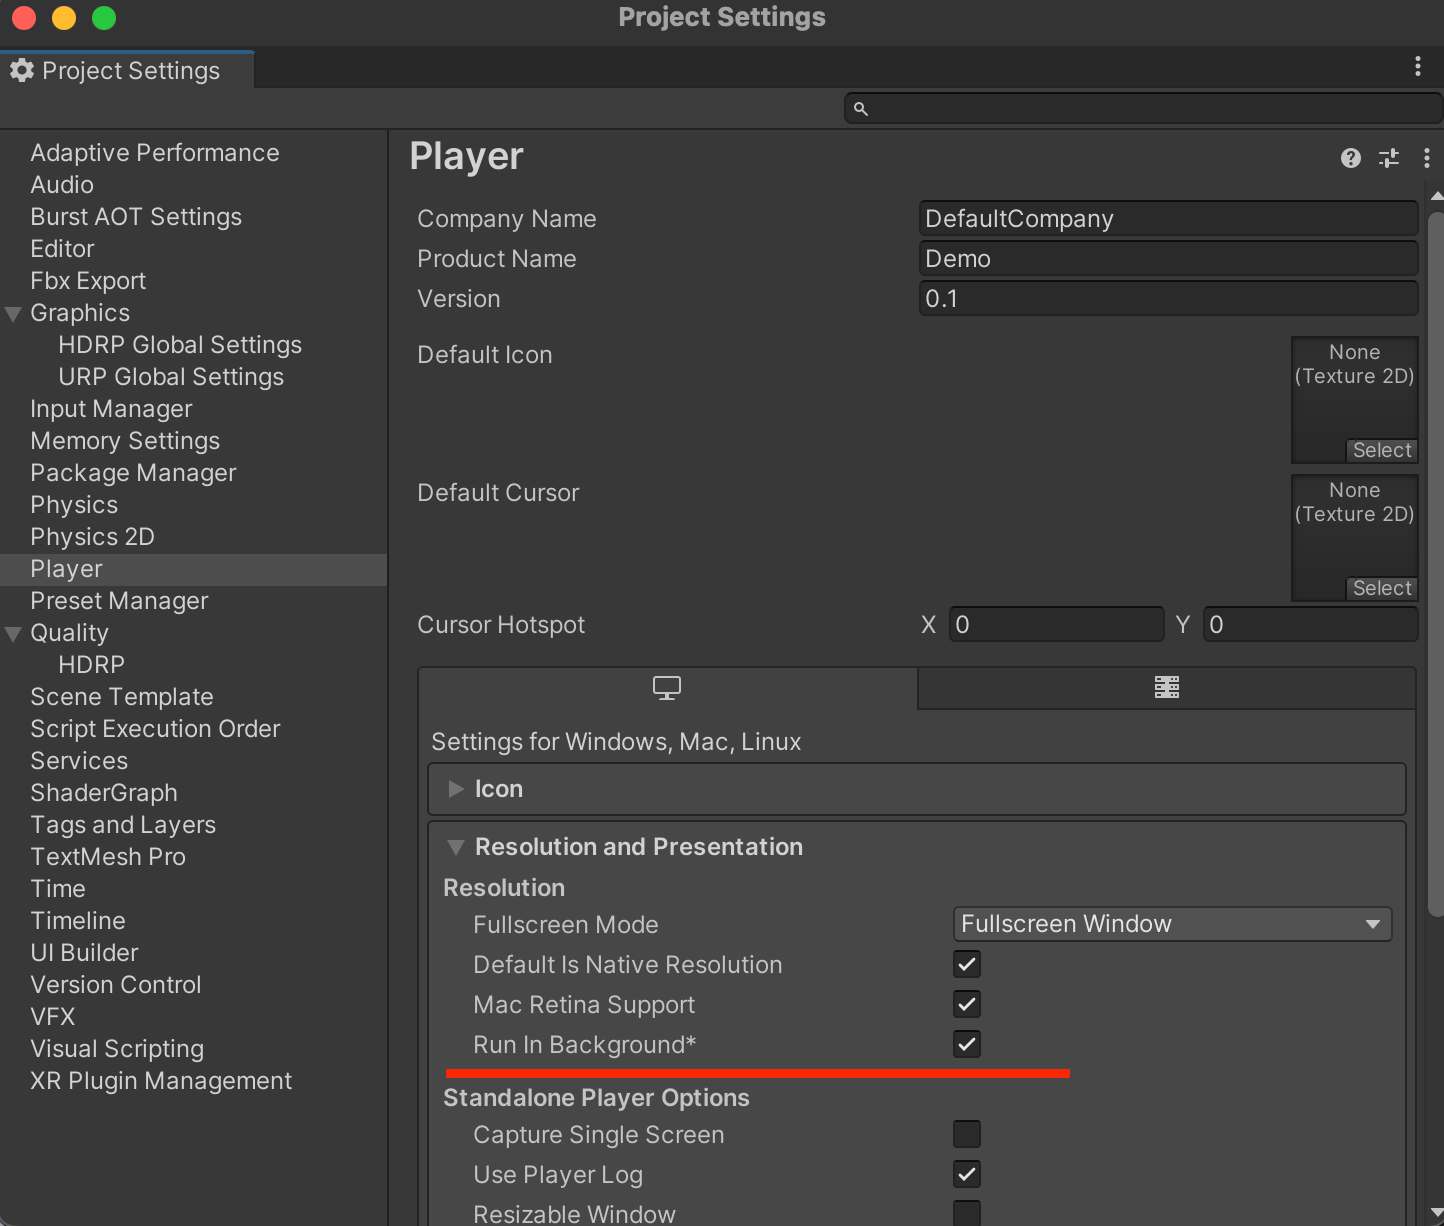 Project Settings
Project Settings
Adaptive Performance
Audio
Burst AOT Settings
Editor
Fbx Export
Graphics
HDRP Global Settings
URP Global Settings
Input Manager
Memory Settings
Package Manager
Physics
Physics 2D
Player
Preset Manager
Quality
HDRP
Scene Template
Script Execution Order
Services
ShaderGraph
Tags and Layers
TextMesh Pro
Time
Timeline
UI Builder
Version Control
VFX
Visual Scripting
XR Plugin Management
Player
Company Name DefaultCompany
Product Name Demo
Version 0.1
Default Icon
None
(Texture 2D)
Select
Default Cursor
None
(Texture 2D)
Select
Cursor Hotspot X 0 Y 0
Settings for Windows, Mac, Linux
Icon
Resolution and Presentation
Resolution
Fullscreen Mode Fullscreen Window
Default Is Native Resolution
Mac Retina Support
Run In Background*
Standalone Player Options
Capture Single Screen
Use Player Log
Resizable Window